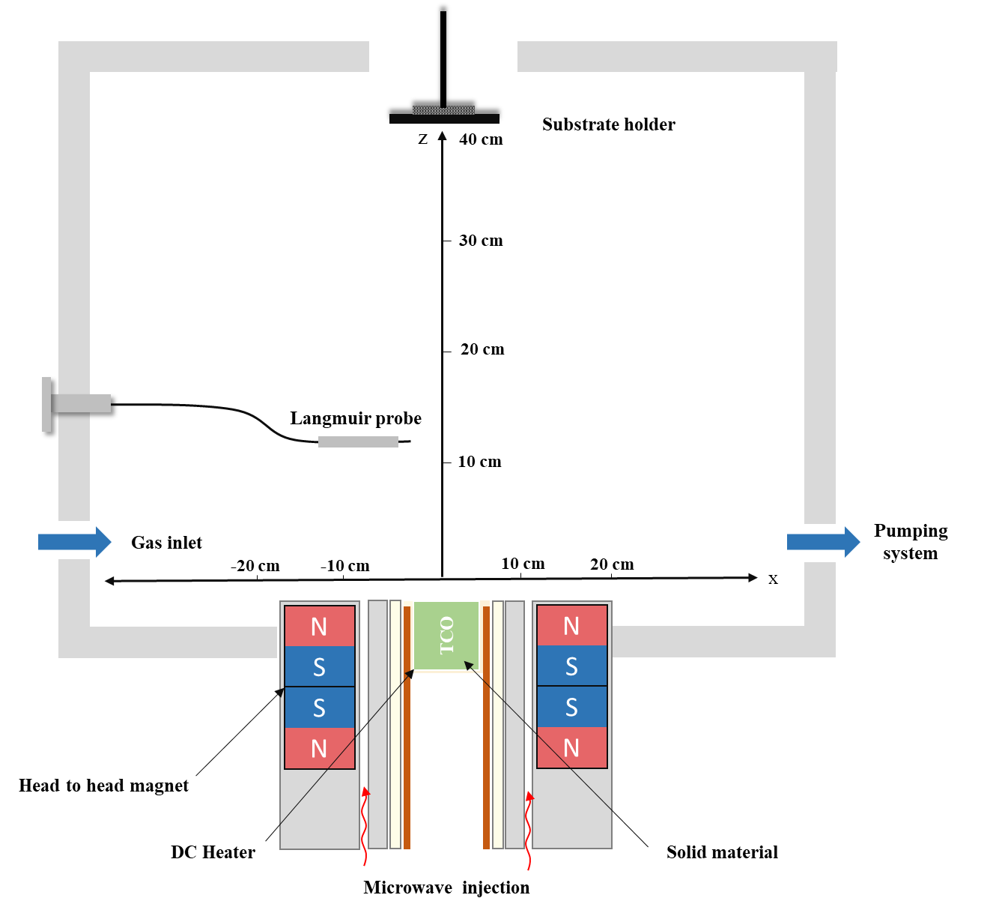 Substrate holder
Z
40 cm
30 cm
20 cm
Langmuir probe
10 cm
Gas inlet
Pumping
system
-20 cm
-10 cm
10 cm
20 cm
x
N
S
S
N
TCO
N
S
S
N
Head to head magnet
DC Heater
Solid material
Microwave injection